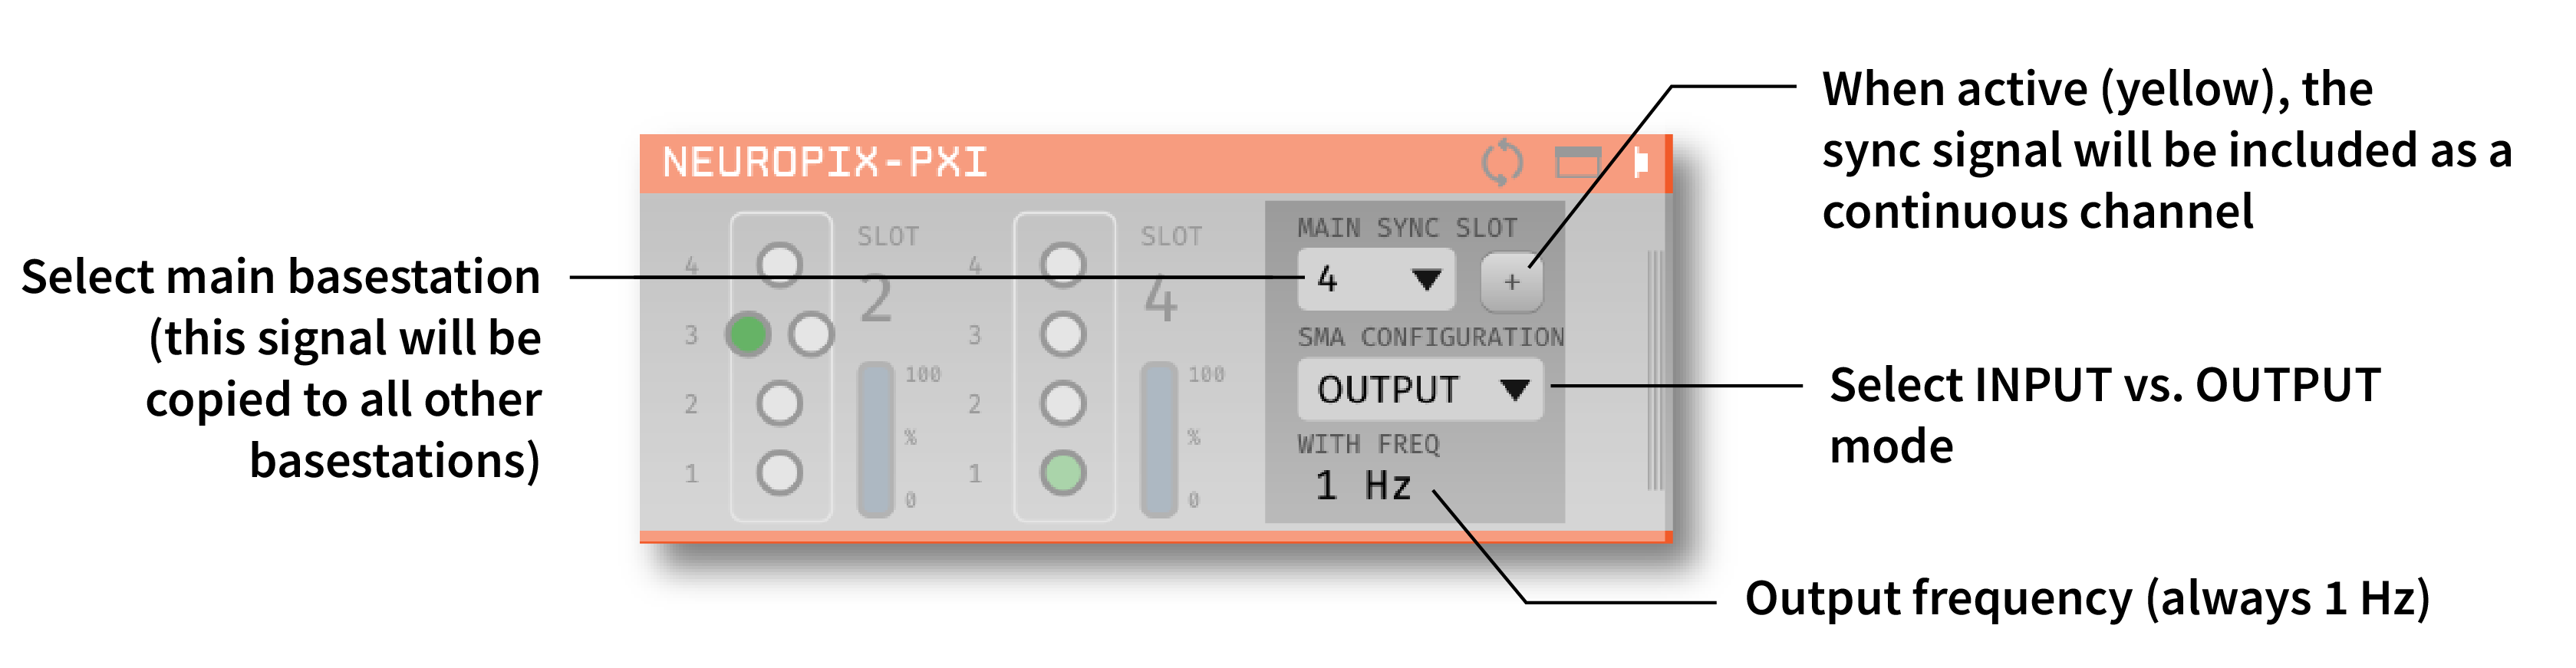 When active (yellow), the
sync signal will be included as a
continuous channel
NEUROPIX-PXI
Select main basestation
(this signal will be
copied to all other
basestations)
4
3
2
1
SLOT
2
100
%
0
4
3
2
1
SLOT
4
100
%
0
MAIN SYNC SLOT
4
+
SMA CONFIGURATION
OUTPUT
WITH FREQ
1 Hz
Select INPUT vs. OUTPUT
mode
Output frequency (always 1 Hz)